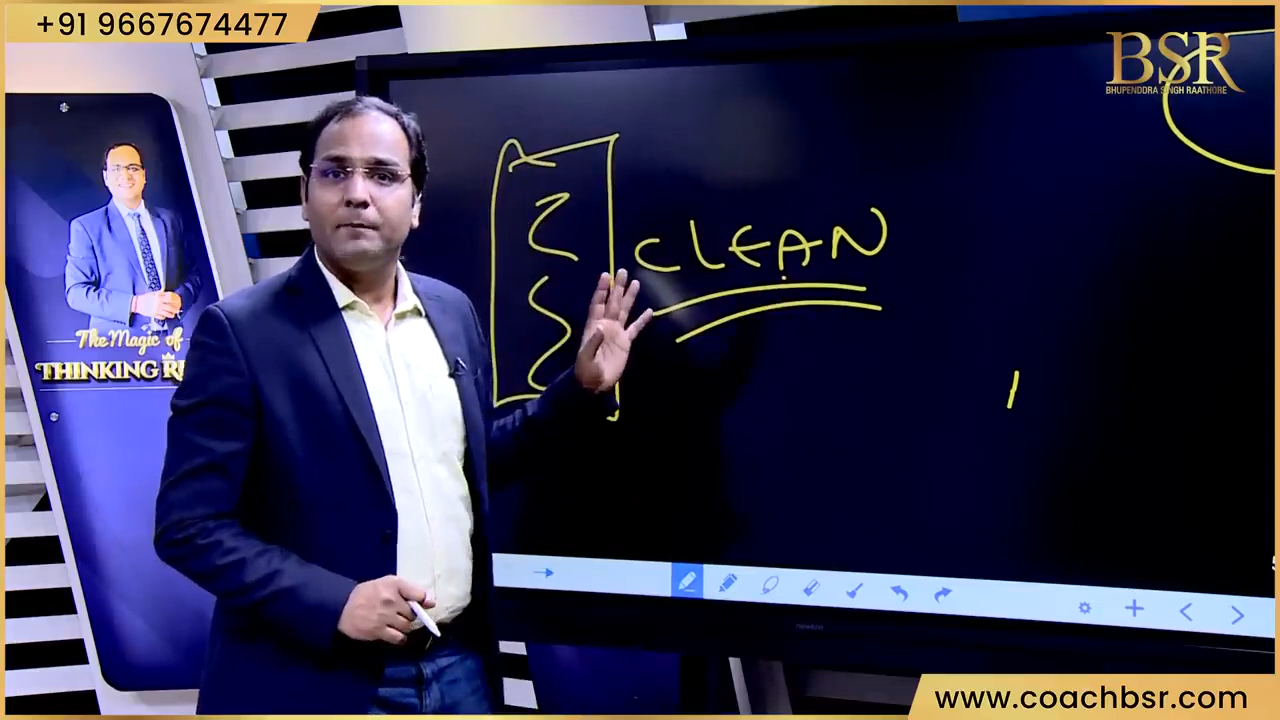 +91 9667674477
BSR
BHUPENDDRA SINGH RAATHORE
The Magic of
THINKING
CLEAN
www.coachbsr.com